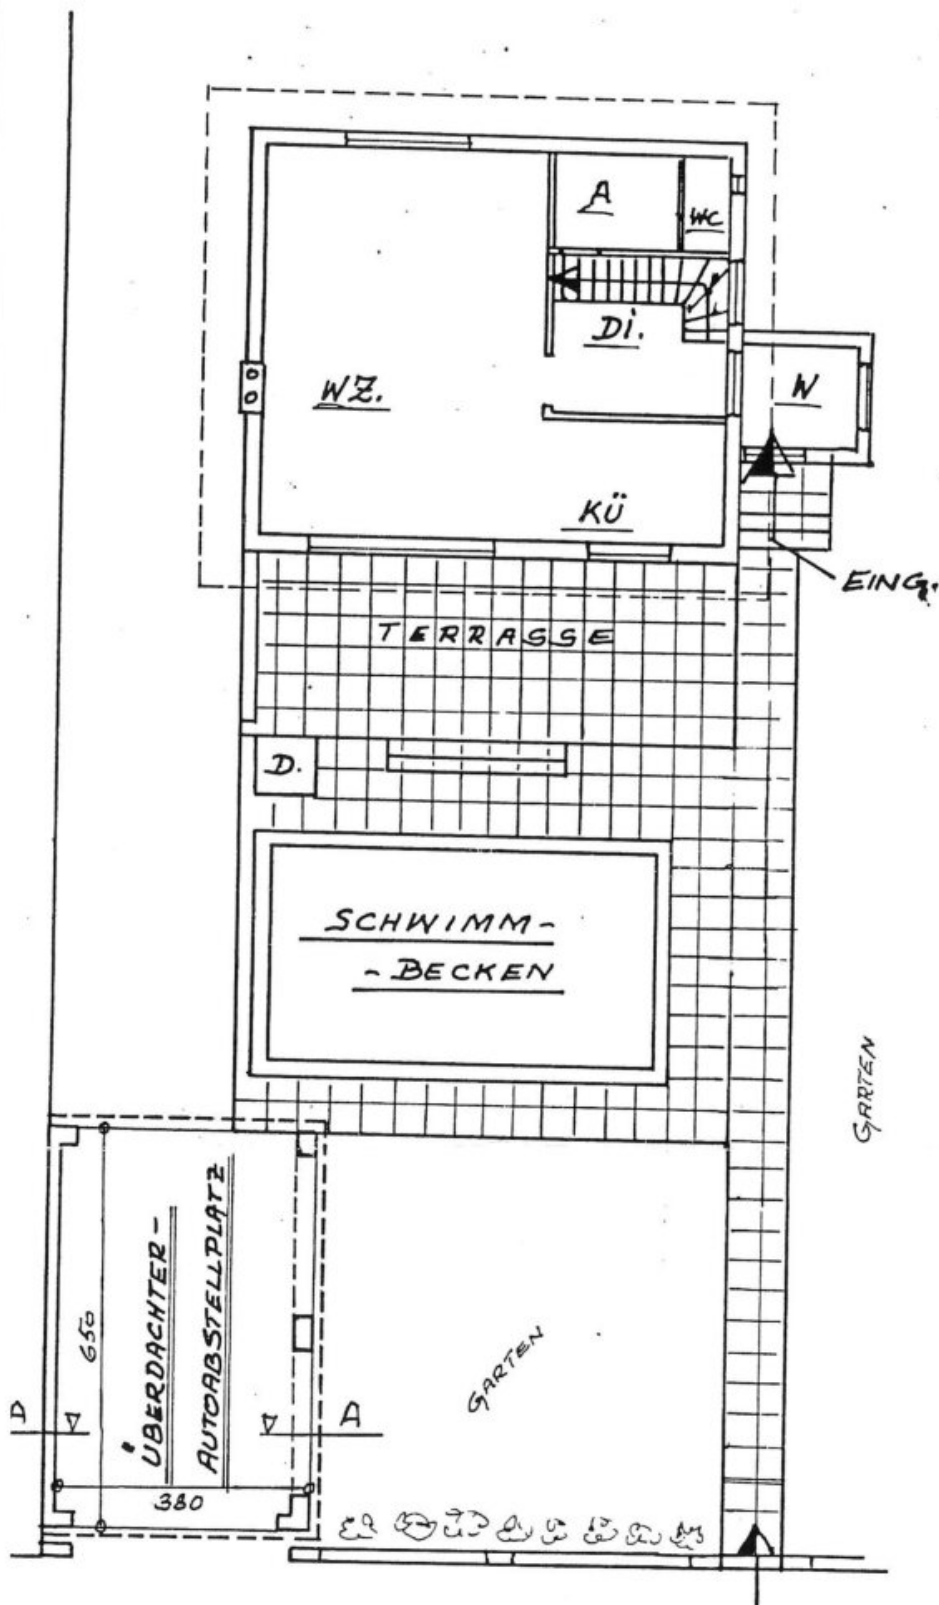 A
WC
DI.
WZ.
W
KÜ
EING.
TERRASSE
D.
SCHWIMM-
-BECKEN
GARTEN
ÜBERDACHTER-
AUTOABSTELLPLATZ
650
380
GARTEN
A